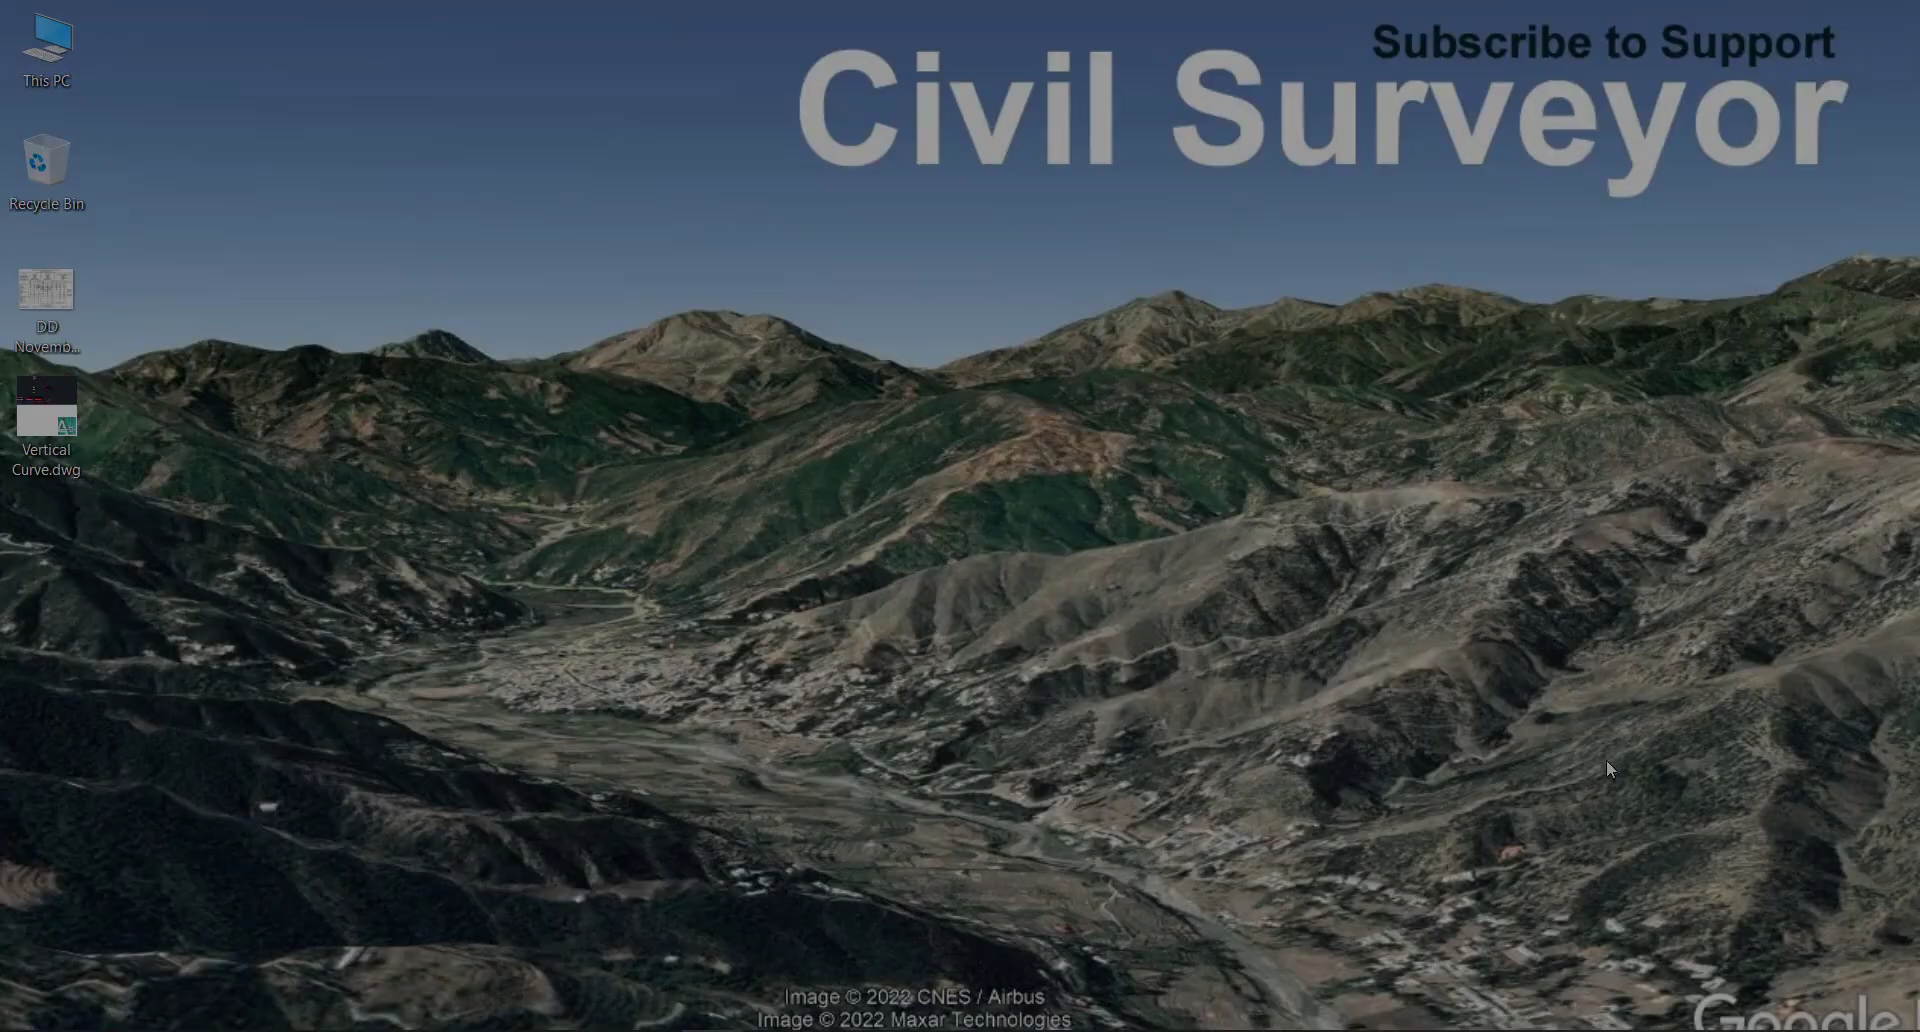 Subscribe to Support
Civil Surveyor
This PC
Recycle Bin
DD
Novemb...
Vertical
Curve.dwg
Image © 2022 CNES / Airbus
Image © 2022 Maxar Technologies
Google